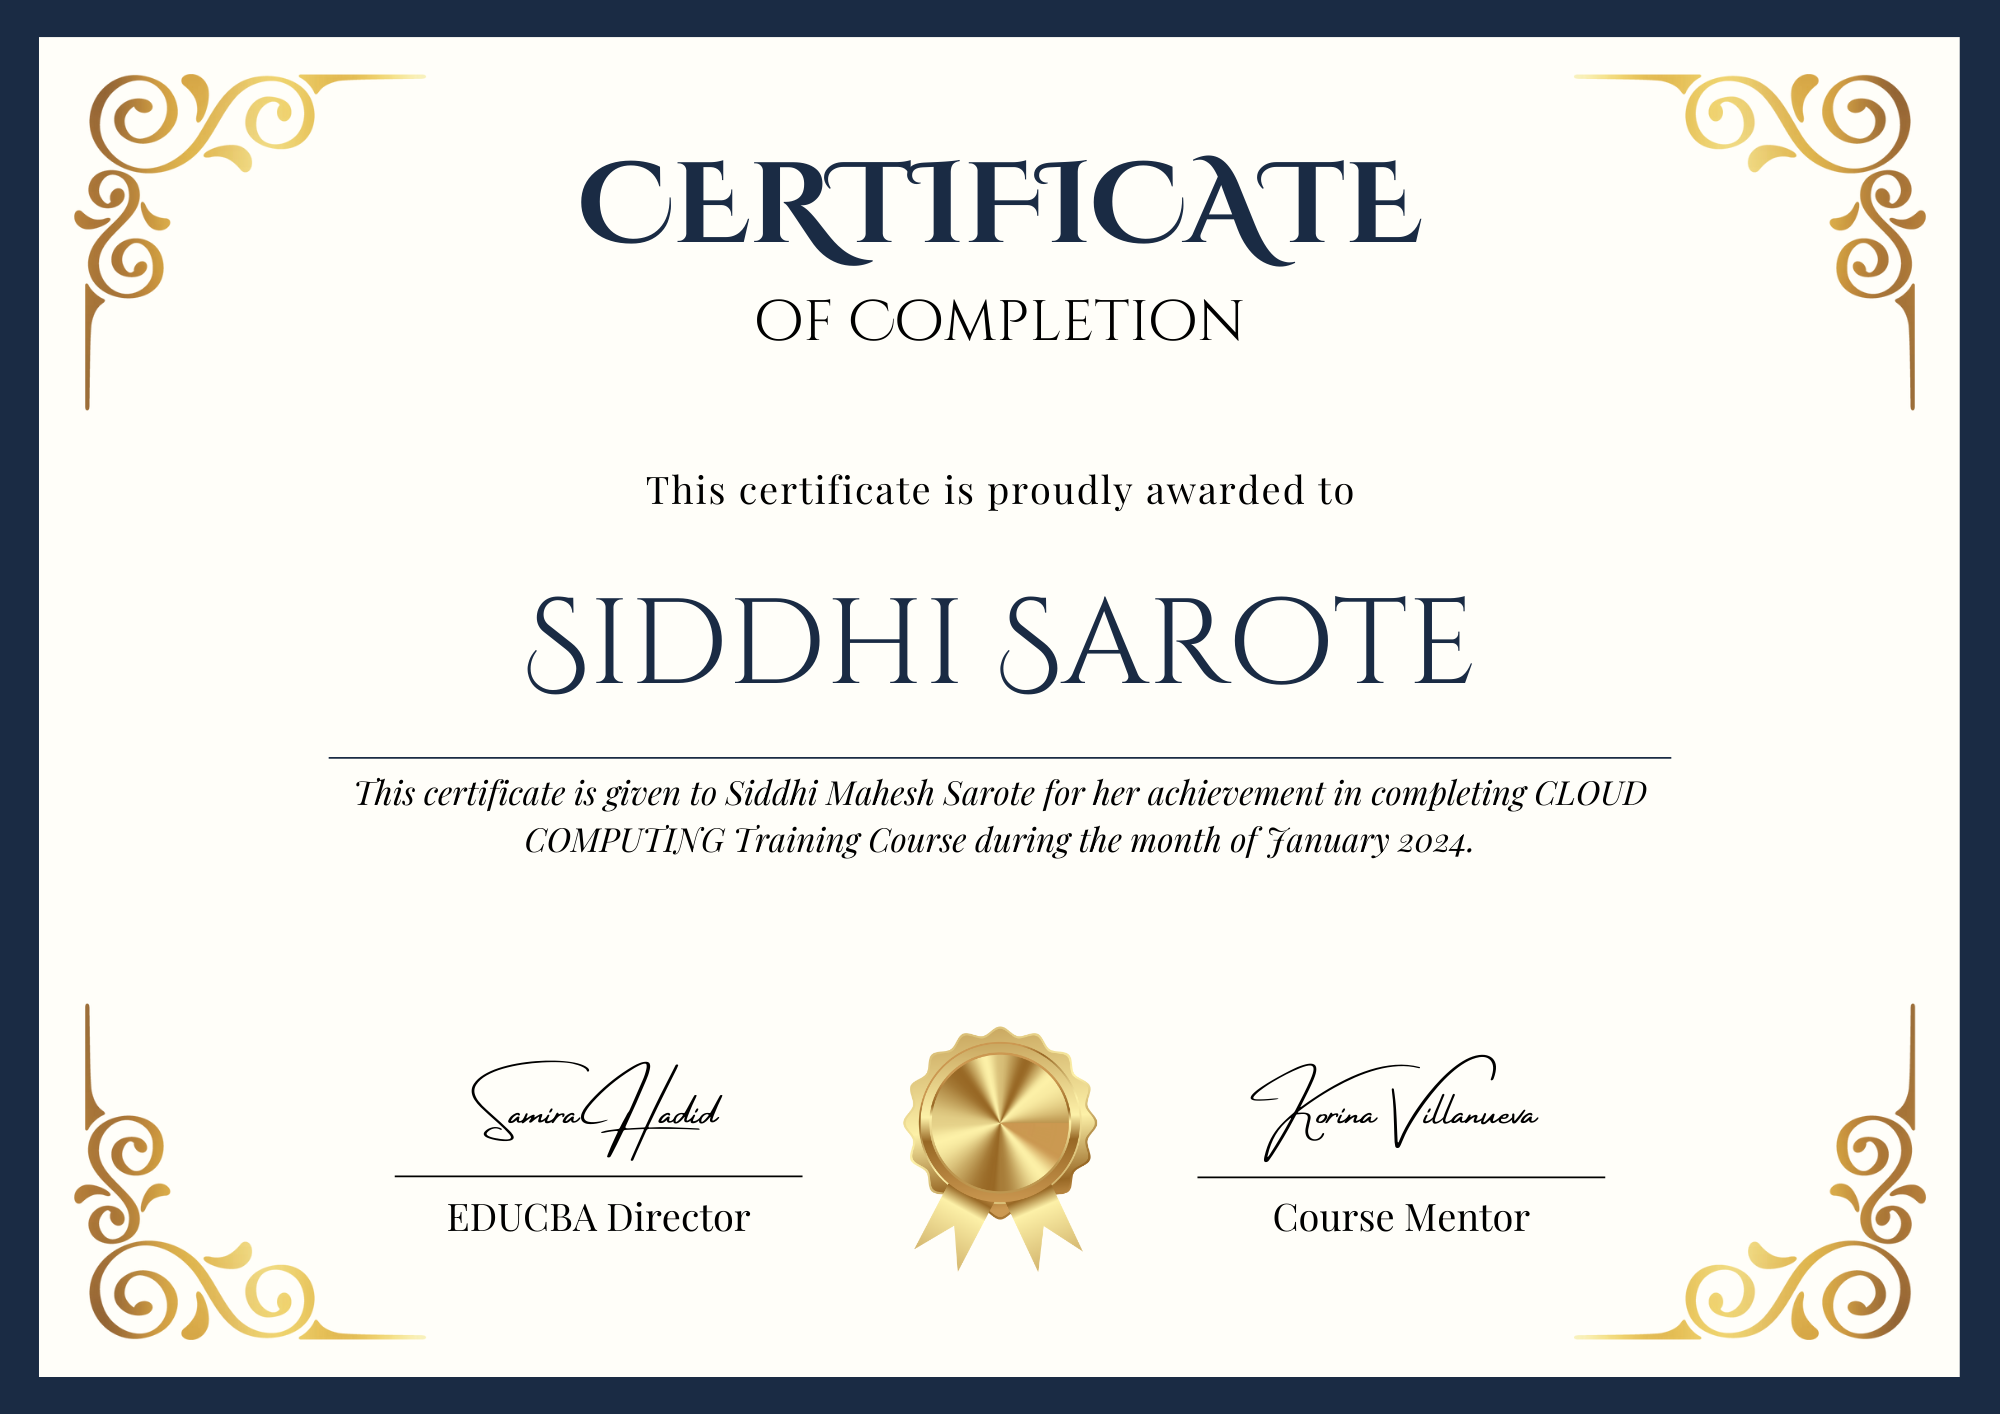 CERTIFICATE
OF COMPLETION
This certificate is proudly awarded to
SIDDHI SAROTE
This certificate is given to Siddhi Mahesh Sarote for her achievement in completing CLOUD
COMPUTING Training Course during the month of January 2024.
Samira Hadid
Korina Villanueva
EDUCBA Director
Course Mentor